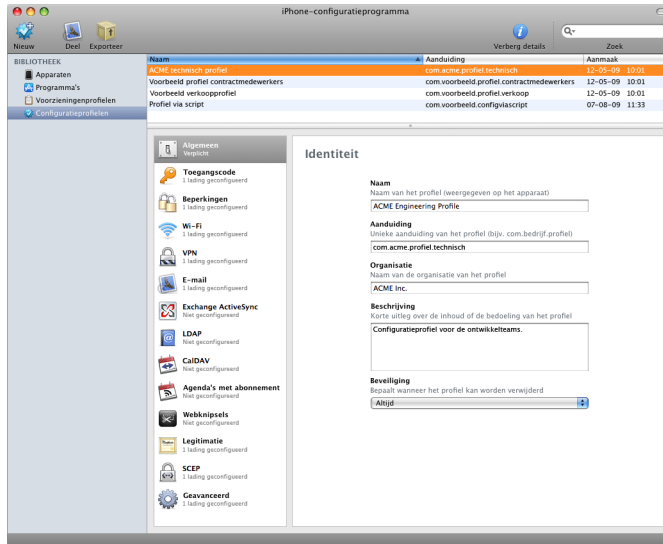 iPhone-configuratieprogramma
Nieuw Deel Exporteer Verberg details Zoek
BIBLIOTHEEK
Apparaten
Programma's
Voorzieningenprofielen
Configuratieprofielen
Naam Aanduiding Aanmaak
ACME technisch profiel com.acme.profiel.technisch 12-05-09 10:01
Voorbeeld profiel contractmedewerkers com.voorbeeld.profiel.contractmedewerkers 12-05-09 10:01
Voorbeeld verkoopprofiel com.voorbeeld.profiel.verkoop 12-05-09 10:01
Profiel via script com.voorbeeld.configviascript 07-08-09 11:33
Algemeen
Verplicht
Toegangscode
1 lading geconfigureerd
Beperkingen
1 lading geconfigureerd
Wi-Fi
1 lading geconfigureerd
VPN
1 lading geconfigureerd
E-mail
1 lading geconfigureerd
Exchange ActiveSync
Niet geconfigureerd
LDAP
Niet geconfigureerd
CalDAV
Niet geconfigureerd
Agenda's met abonnement
Niet geconfigureerd
Webknipsels
Niet geconfigureerd
Legitimatie
1 lading geconfigureerd
SCEP
1 lading geconfigureerd
Geavanceerd
1 lading geconfigureerd
Identiteit
Naam
Naam van het profiel (weergegeven op het apparaat)
ACME Engineering Profile
Aanduiding
Unieke aanduiding van het profiel (bijv. com.bedrijf.profiel)
com.acme.profiel.technisch
Organisatie
Naam van de organisatie van het profiel
ACME Inc.
Beschrijving
Korte uitleg over de inhoud of de bedoeling van het profiel
Configuratieprofiel voor de ontwikkelteams.
Beveiliging
Bepaalt wanneer het profiel kan worden verwijderd
Altijd